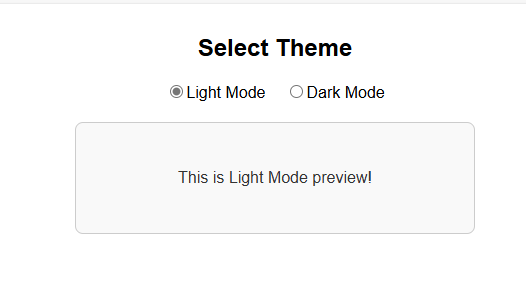 Select Theme
Light Mode Dark Mode
This is Light Mode preview!